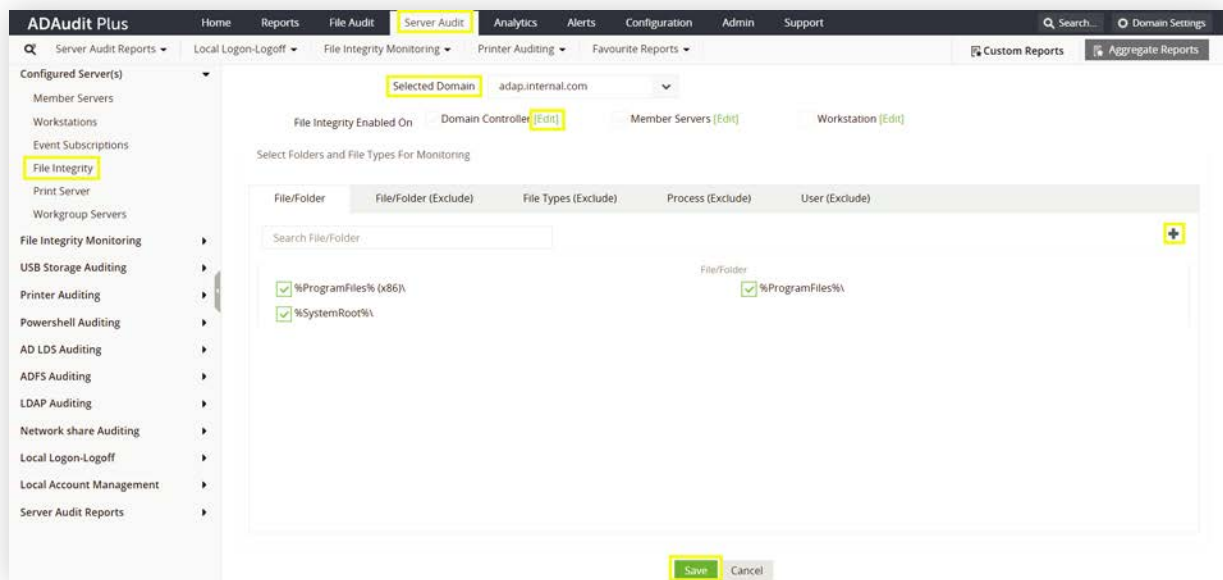 ADAudit Plus Home Reports File Audit Server Audit Analytics Alerts Configuration Admin Support Search... Domain Settings
Server Audit Reports Local Logon-Logoff File Integrity Monitoring Printer Auditing Favourite Reports Custom Reports Aggregate Reports
Configured Server(s)
Member Servers
Workstations
Event Subscriptions
File Integrity
Print Server
Workgroup Servers
File Integrity Monitoring
USB Storage Auditing
Printer Auditing
Powershell Auditing
AD LDS Auditing
ADFS Auditing
LDAP Auditing
Network share Auditing
Local Logon-Logoff
Local Account Management
Server Audit Reports
Selected Domain adap.internal.com
File Integrity Enabled On Domain Controller [Edit] Member Servers [Edit] Workstation [Edit]
Select Folders and File Types For Monitoring
File/Folder File/Folder (Exclude) File Types (Exclude) Process (Exclude) User (Exclude)
Search File/Folder
File/Folder
%ProgramFiles% (x86)\ %ProgramFiles%\
%SystemRoot%\
Save Cancel